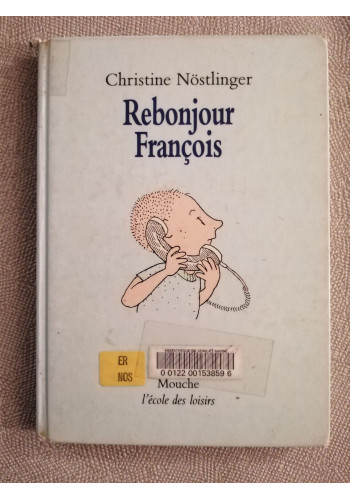 Christine Nöstlinger
Rebonjour
François
ER
NOS
0 0122 00153859 6
Mouche
l'école des loisirs